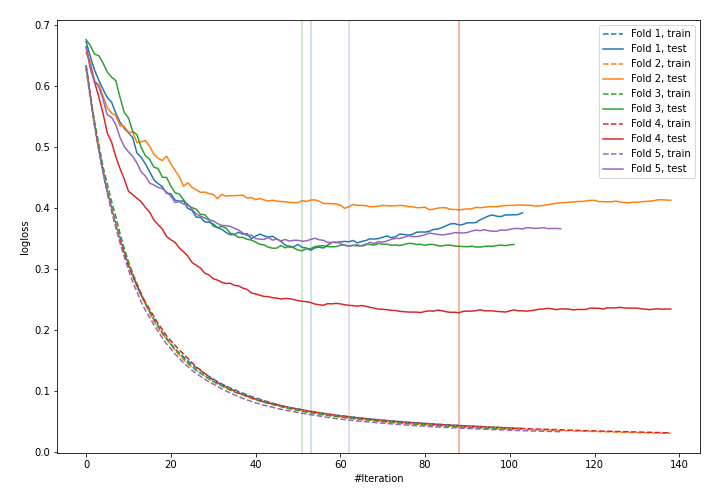 0.7
0.6
0.5
0.4
0.3
0.2
0.1
0.0
logloss
0 20 40 60 80 100 120 140
#Iteration
Fold 1, train
Fold 1, test
Fold 2, train
Fold 2, test
Fold 3, train
Fold 3, test
Fold 4, train
Fold 4, test
Fold 5, train
Fold 5, test